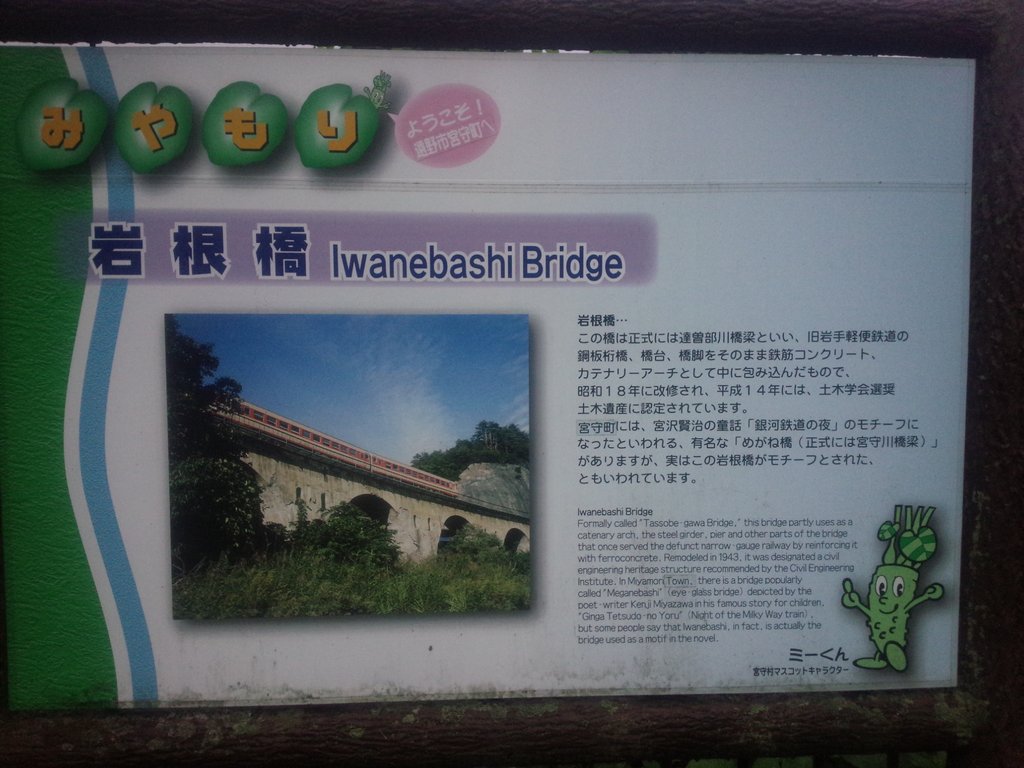 みやもり
ようこそ！
遠野市宮守町へ
岩根橋 Iwanebashi Bridge
岩根橋…
この橋は正式には達曽部川橋梁といい、旧岩手軽便鉄道の
鋼板桁橋、橋台、橋脚をそのまま鉄筋コンクリート、
カテナリーアーチとして中に包み込んだもので、
昭和１８年に改修され、平成１４年には、土木学会選奨
土木遺産に認定されています。
宮守町には、宮沢賢治の童話「銀河鉄道の夜」のモチーフに
なったといわれる、有名な「めがね橋（正式には宮守川橋梁）」
がありますが、実はこの岩根橋がモチーフとされた、
ともいわれています。
Iwanebashi Bridge
Formally called "Tassobe-gawa Bridge," this bridge partly uses as a
catenary arch, the steel girder, pier and other parts of the bridge
that once served the defunct narrow-gauge railway by reinforcing it
with ferroconcrete. Remodeled in 1943, it was designated a civil
engineering heritage structure recommended by the Civil Engineering
Institute. In Miyamori Town, there is a bridge popularly
called "Meganebashi" (eye-glass bridge) depicted by the
poet-writer Kenji Miyazawa in his famous story for children,
"Ginga Tetsudo-no Yoru" (Night of the Milky Way train),
but some people say that Iwanebashi, in fact, is actually the
bridge used as a motif in the novel.
ミーくん
宮守村マスコットキャラクター